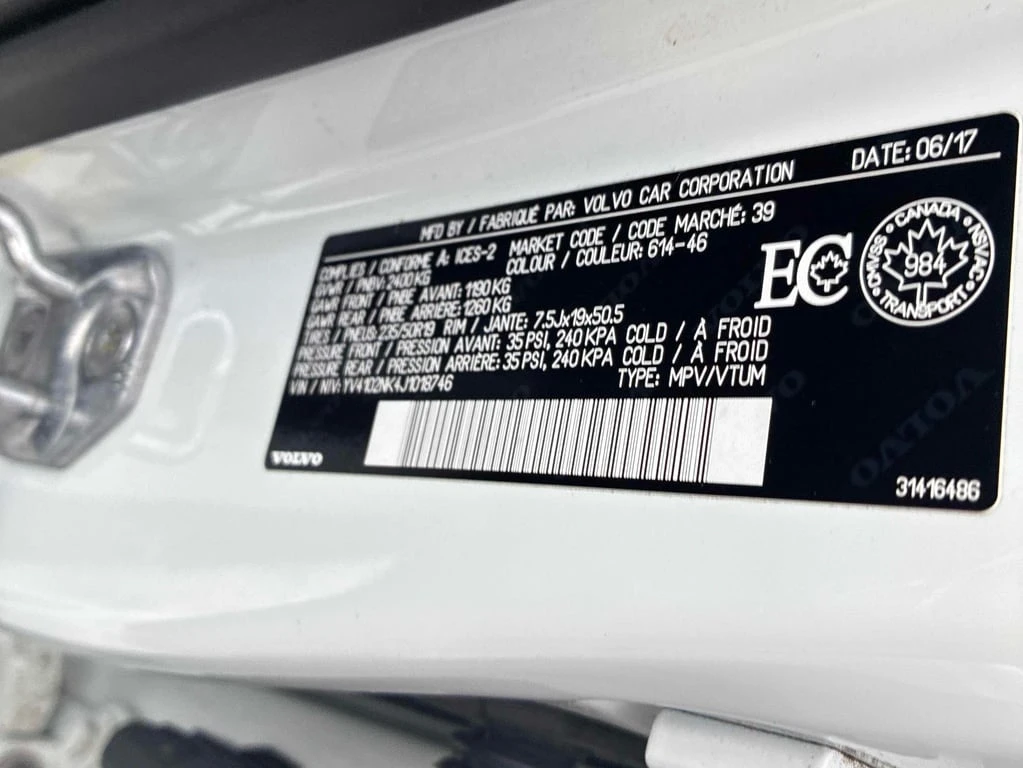 MFD BY / FABRIQUÉ PAR: VOLVO CAR CORPORATION DATE: 06/17
COMPLIES / CONFORME À: ICES-2 MARKET CODE / CODE MARCHÉ: 39
GVWR / PNBV: 2400 KG COLOUR / COULEUR: 614-46
GAWR FRONT / PNBE AVANT: 1190 KG
GAWR REAR / PNBE ARRIÈRE: 1260 KG
TIRES / PNEUS: 235/50R19 RIM / JANTE: 7.5Jx19x50.5
PRESSURE FRONT / PRESSION AVANT: 35 PSI, 240 KPA COLD / À FROID
PRESSURE REAR / PRESSION ARRIÈRE: 35 PSI, 240 KPA COLD / À FROID
VIN / NIV: YV4102NK4J1018746 TYPE: MPV/VTUM
EC
CANADA
CMVSS NSVAC
984
TRANSPORT
VOLVO
31416486
VOLVO